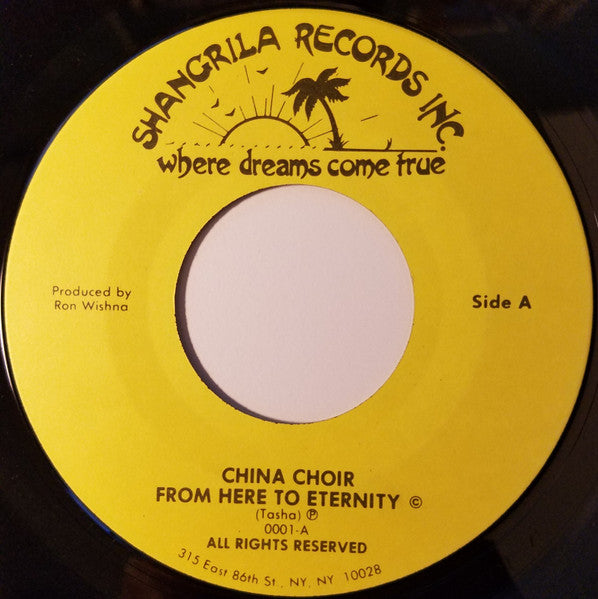 SHANGRILA RECORDS INC.
where dreams come true
Produced by
Ron Wishna
Side A
CHINA CHOIR
FROM HERE TO ETERNITY ©
(Tasha) ℗
0001-A
ALL RIGHTS RESERVED
315 East 86th St., NY, NY 10028